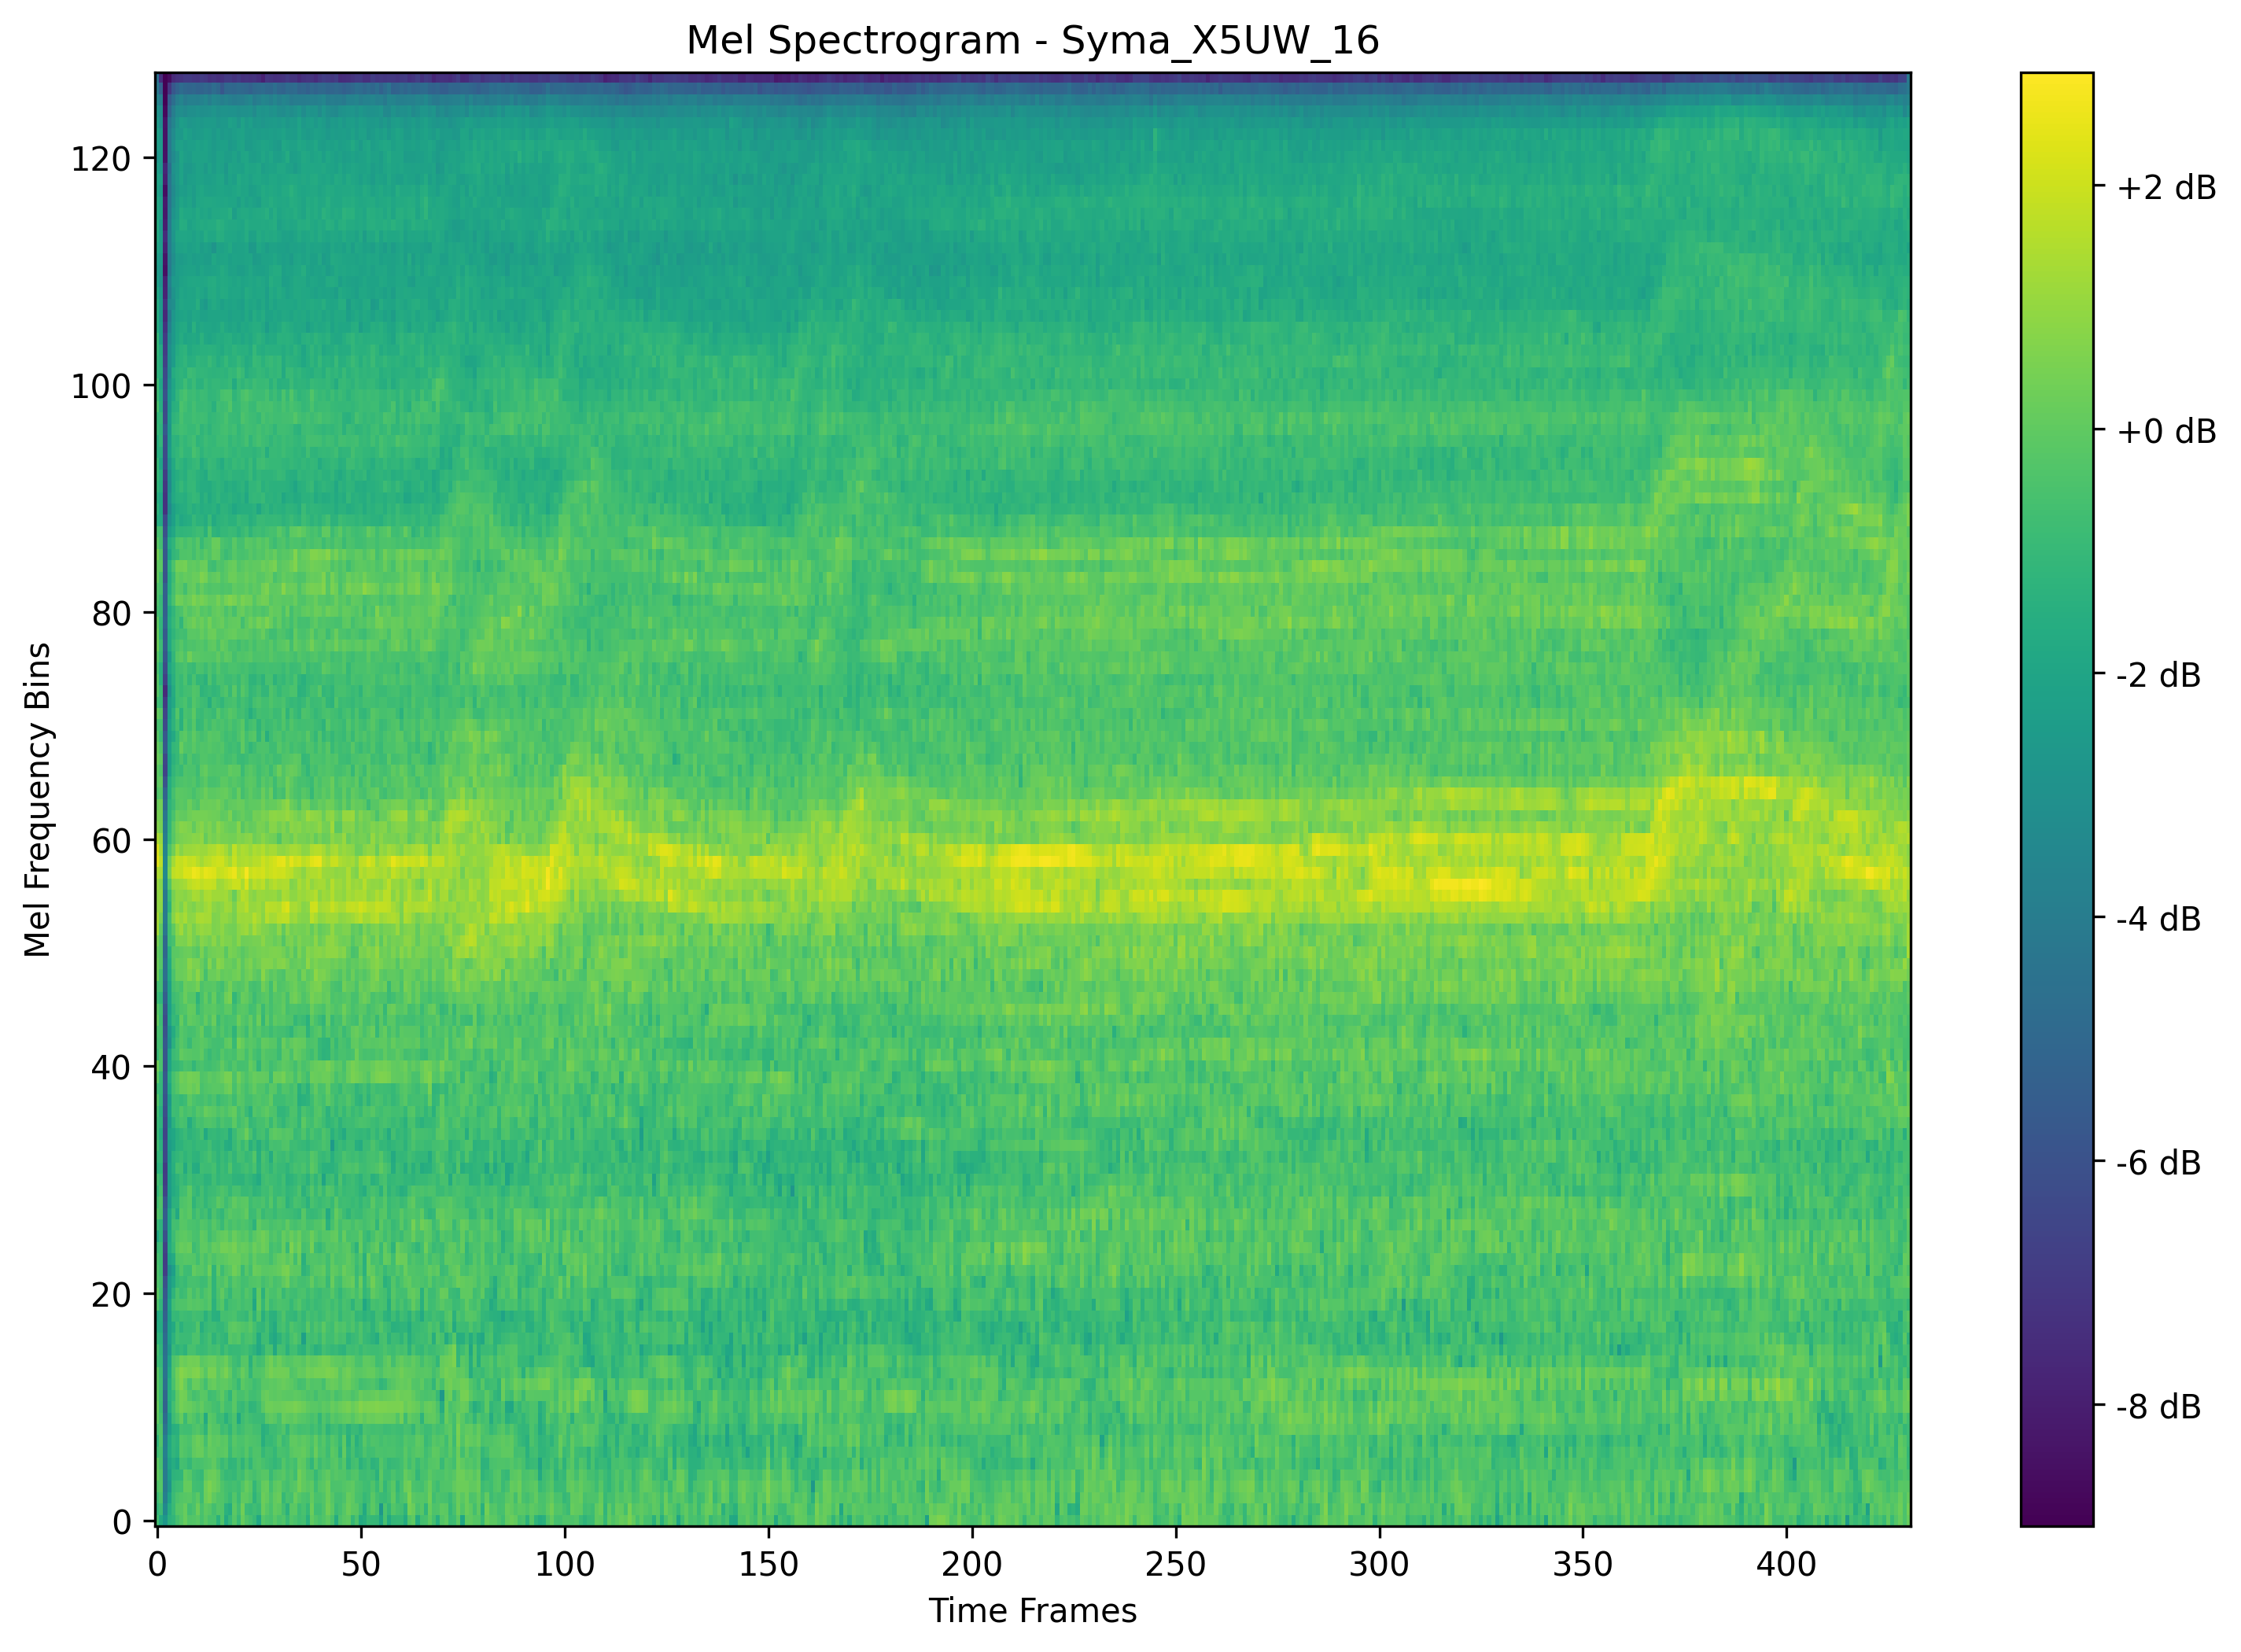 Mel Spectrogram - Syma_X5UW_16
Mel Frequency Bins
120
100
80
60
40
20
0
0 50 100 150 200 250 300 350 400
Time Frames
+2 dB
+0 dB
-2 dB
-4 dB
-6 dB
-8 dB